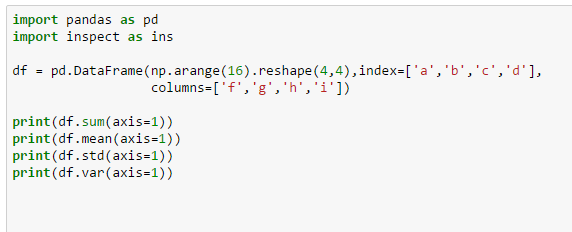 import pandas as pd
import inspect as ins
df = pd.DataFrame(np.arange(16).reshape(4,4),index=['a','b','c','d'],
columns=['f','g','h','i'])
print(df.sum(axis=1))
print(df.mean(axis=1))
print(df.std(axis=1))
print(df.var(axis=1))